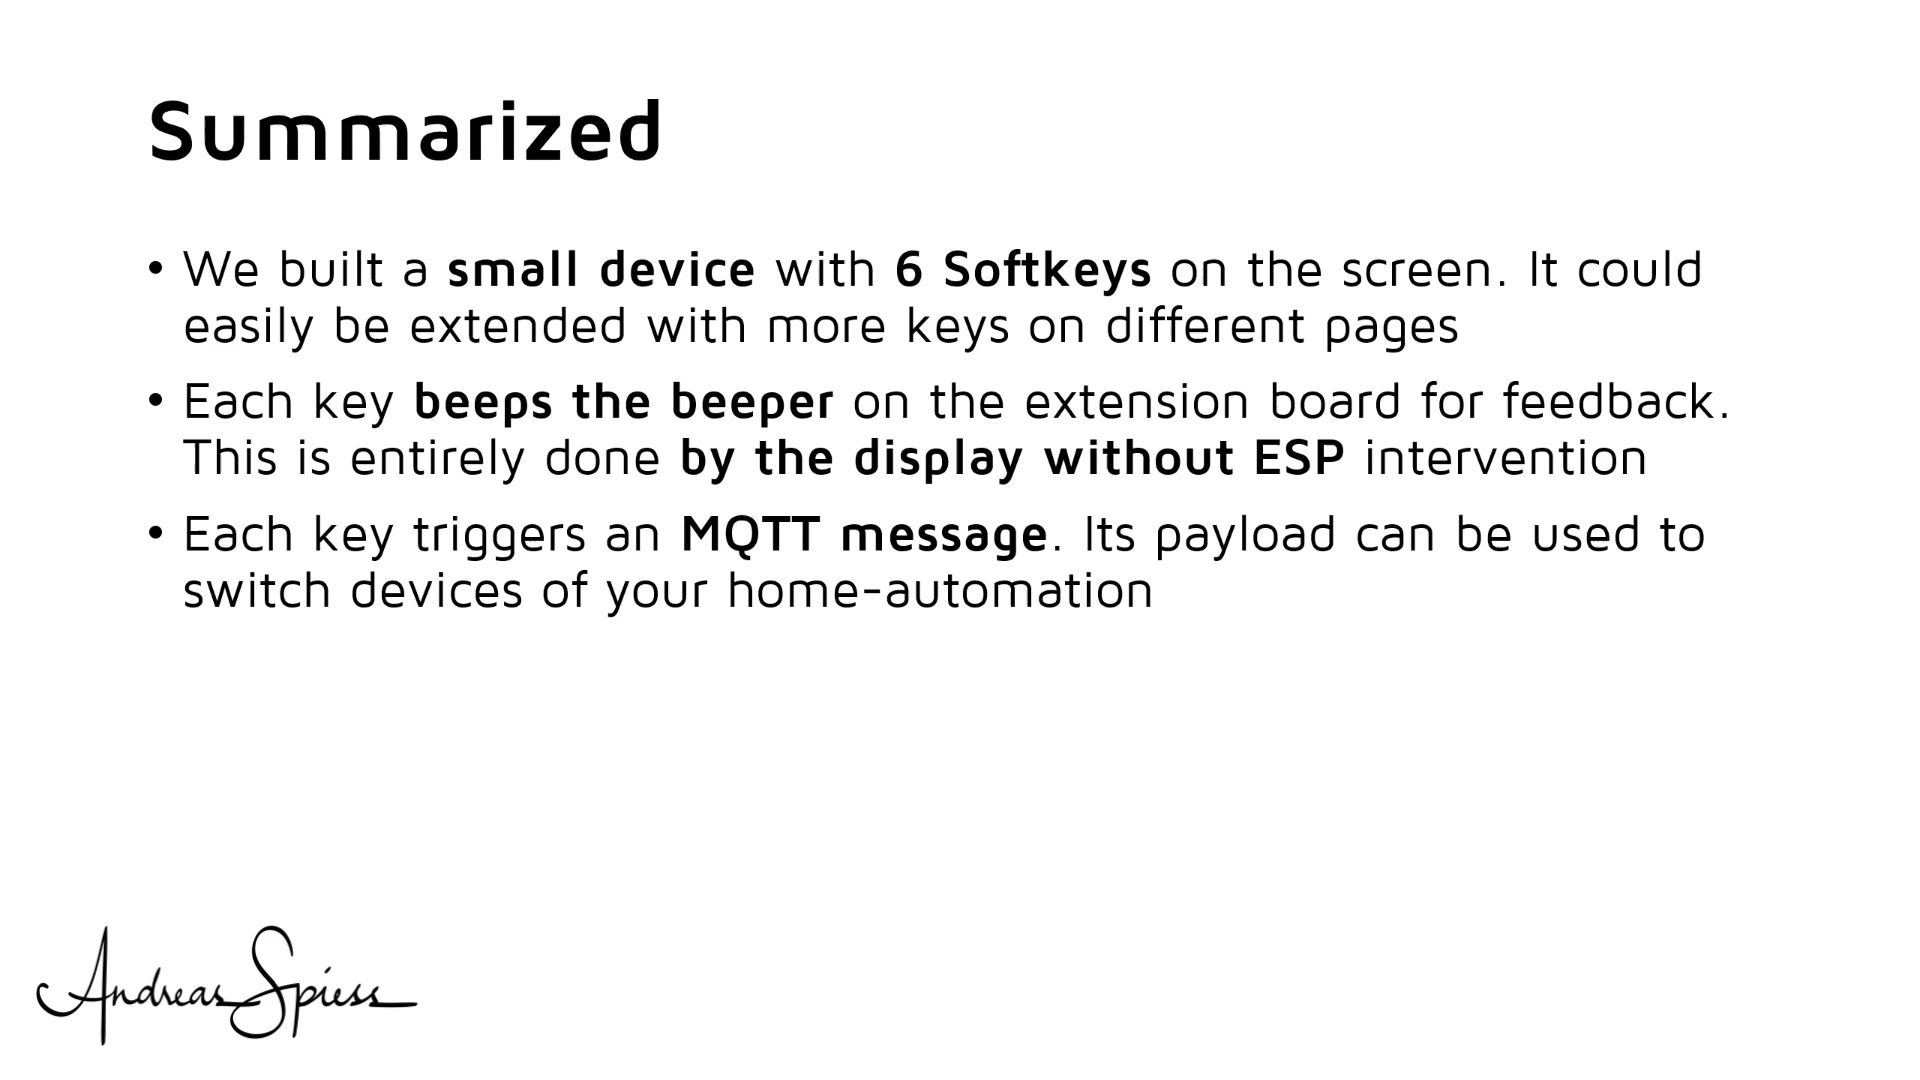 Summarized
• We built a small device with 6 Softkeys on the screen. It could
easily be extended with more keys on different pages
• Each key beeps the beeper on the extension board for feedback.
This is entirely done by the display without ESP intervention
• Each key triggers an MQTT message. Its payload can be used to
switch devices of your home-automation
Andreas Spiess